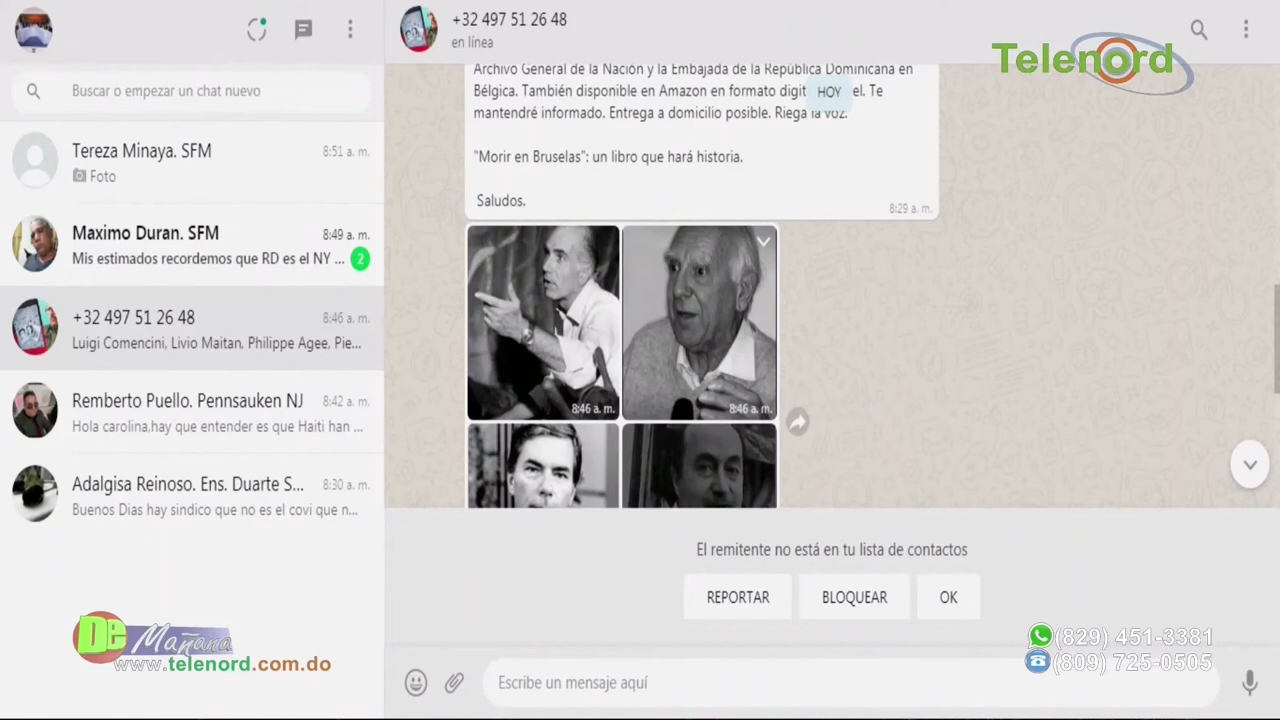 +32 497 51 26 48
en línea
Telenord
Buscar o empezar un chat nuevo
Tereza Minaya. SFM
8:51 a. m.
Foto
Maximo Duran. SFM
8:49 a. m.
Mis estimados recordemos que RD es el NY ...
2
+32 497 51 26 48
8:46 a. m.
Luigi Comencini, Livio Maitan, Philippe Agee, Pie...
Remberto Puello. Pennsauken NJ
8:42 a. m.
Hola carolina,hay que entender es que Haiti han ...
Adalgisa Reinoso. Ens. Duarte S...
8:30 a. m.
Buenos Dias hay sindico que no es el covi que n...
Archivo General de la Nación y la Embajada de la República Dominicana en
Bélgica. También disponible en Amazon en formato digit HOY el. Te
mantendré informado. Entrega a domicilio posible. Riega la voz.
"Morir en Bruselas": un libro que hará historia.
Saludos.
8:29 a. m.
8:46 a. m.
8:46 a. m.
El remitente no está en tu lista de contactos
REPORTAR
BLOQUEAR
OK
Escribe un mensaje aquí
De Mañana
www.telenord.com.do
(829) 451-3381
(809) 725-0505